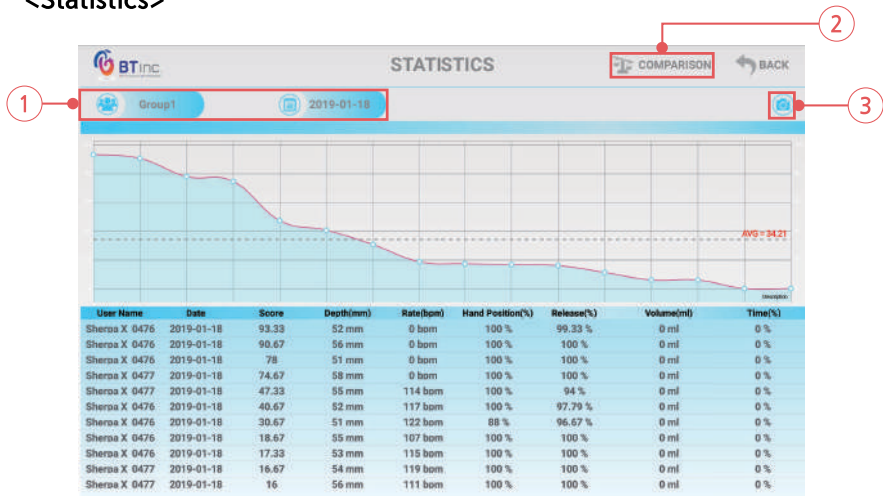 <Statistics>
2
BT Inc.
STATISTICS
COMPARISON
BACK
1
Group1
2019-01-18
3
AVG = 34.21
Description
User Name Date Score Depth(mm) Rate(bpm) Hand Position(%) Release(%) Volume(ml) Time(%)
Sherpa X 0476 2019-01-18 93.33 52 mm 0 bpm 100 % 99.33 % 0 ml 0 %
Sherpa X 0476 2019-01-18 90.67 56 mm 0 bpm 100 % 100 % 0 ml 0 %
Sherpa X 0476 2019-01-18 78 51 mm 0 bpm 100 % 100 % 0 ml 0 %
Sherpa X 0477 2019-01-18 74.67 58 mm 0 bpm 100 % 100 % 0 ml 0 %
Sherpa X 0477 2019-01-18 47.33 55 mm 114 bpm 100 % 94 % 0 ml 0 %
Sherpa X 0476 2019-01-18 40.67 52 mm 117 bpm 100 % 97.79 % 0 ml 0 %
Sherpa X 0476 2019-01-18 30.67 51 mm 122 bpm 88 % 96.67 % 0 ml 0 %
Sherpa X 0476 2019-01-18 18.67 55 mm 107 bpm 100 % 100 % 0 ml 0 %
Sherpa X 0476 2019-01-18 17.33 53 mm 115 bpm 100 % 100 % 0 ml 0 %
Sherpa X 0477 2019-01-18 16.67 54 mm 119 bpm 100 % 100 % 0 ml 0 %
Sherpa X 0477 2019-01-18 16 56 mm 111 bpm 100 % 100 % 0 ml 0 %